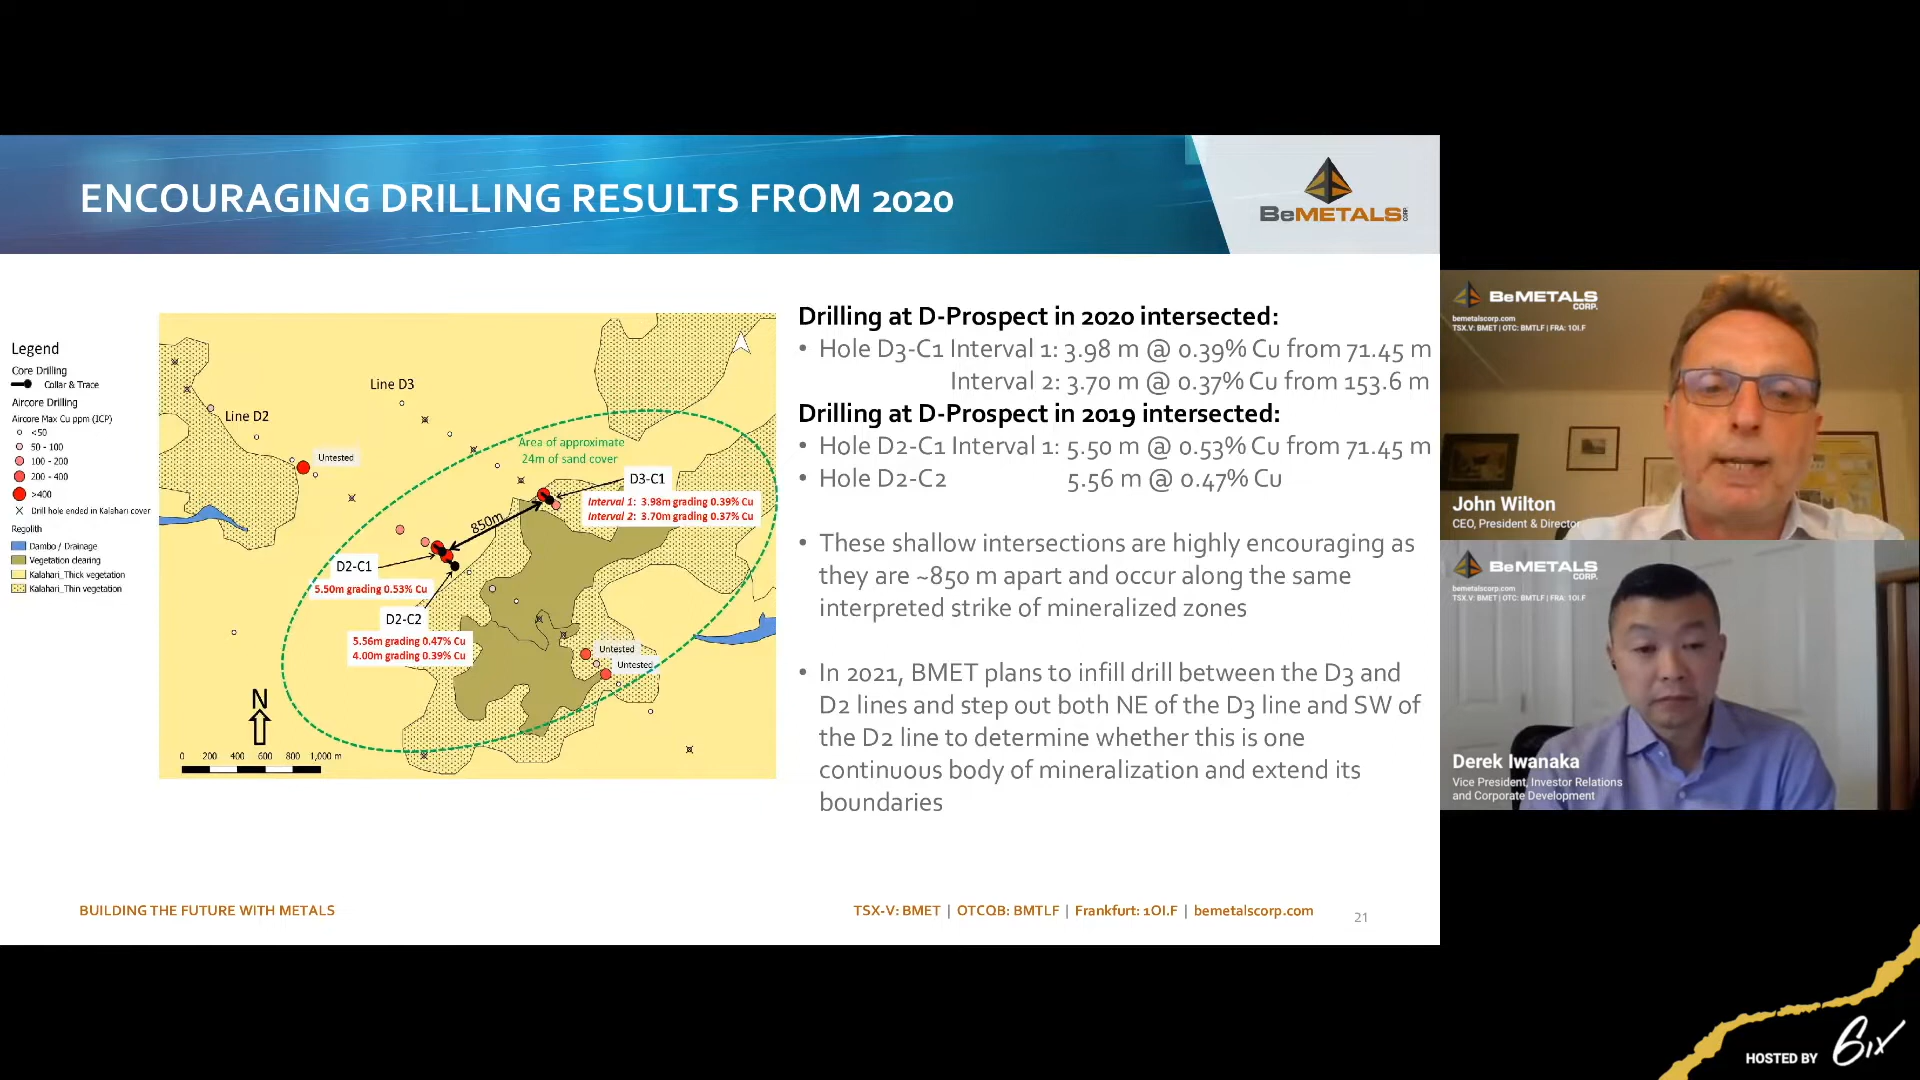 ENCOURAGING DRILLING RESULTS FROM 2020
BeMETALS CORP.
Legend
Core Drilling
Collar & Trace
Aircore Drilling
Aircore Max Cu ppm (ICP)
<50
50 - 100
100 - 200
200 - 400
>400
Drill hole ended in Kalahari cover
Regolith
Dambo / Drainage
Vegetation clearing
Kalahari_Thick vegetation
Kalahari_Thin vegetation
Line D3
Line D2
Untested
Area of approximate
24m of sand cover
D3-C1
Interval 1: 3.98m grading 0.39% Cu
Interval 2: 3.70m grading 0.37% Cu
850m
D2-C1
5.50m grading 0.53% Cu
D2-C2
5.56m grading 0.47% Cu
4.00m grading 0.39% Cu
Untested
Untested
N
0 200 400 600 800 1,000 m
Drilling at D-Prospect in 2020 intersected:
• Hole D3-C1 Interval 1: 3.98 m @ 0.39% Cu from 71.45 m
Interval 2: 3.70 m @ 0.37% Cu from 153.6 m
Drilling at D-Prospect in 2019 intersected:
• Hole D2-C1 Interval 1: 5.50 m @ 0.53% Cu from 71.45 m
• Hole D2-C2 5.56 m @ 0.47% Cu
• These shallow intersections are highly encouraging as
they are ~850 m apart and occur along the same
interpreted strike of mineralized zones
• In 2021, BMET plans to infill drill between the D3 and
D2 lines and step out both NE of the D3 line and SW of
the D2 line to determine whether this is one
continuous body of mineralization and extend its
boundaries
BUILDING THE FUTURE WITH METALS
TSX-V: BMET | OTCQB: BMTLF | Frankfurt: 1OI.F | bemetalscorp.com
21
BeMETALS CORP.
bemetalscorp.com
TSX.V: BMET | OTC: BMTLF | FRA: 1OI.F
John Wilton
CEO, President & Director
BeMETALS CORP.
bemetalscorp.com
TSX.V: BMET | OTC: BMTLF | FRA: 1OI.F
Derek Iwanaka
Vice President, Investor Relations
and Corporate Development
HOSTED BY 6ix